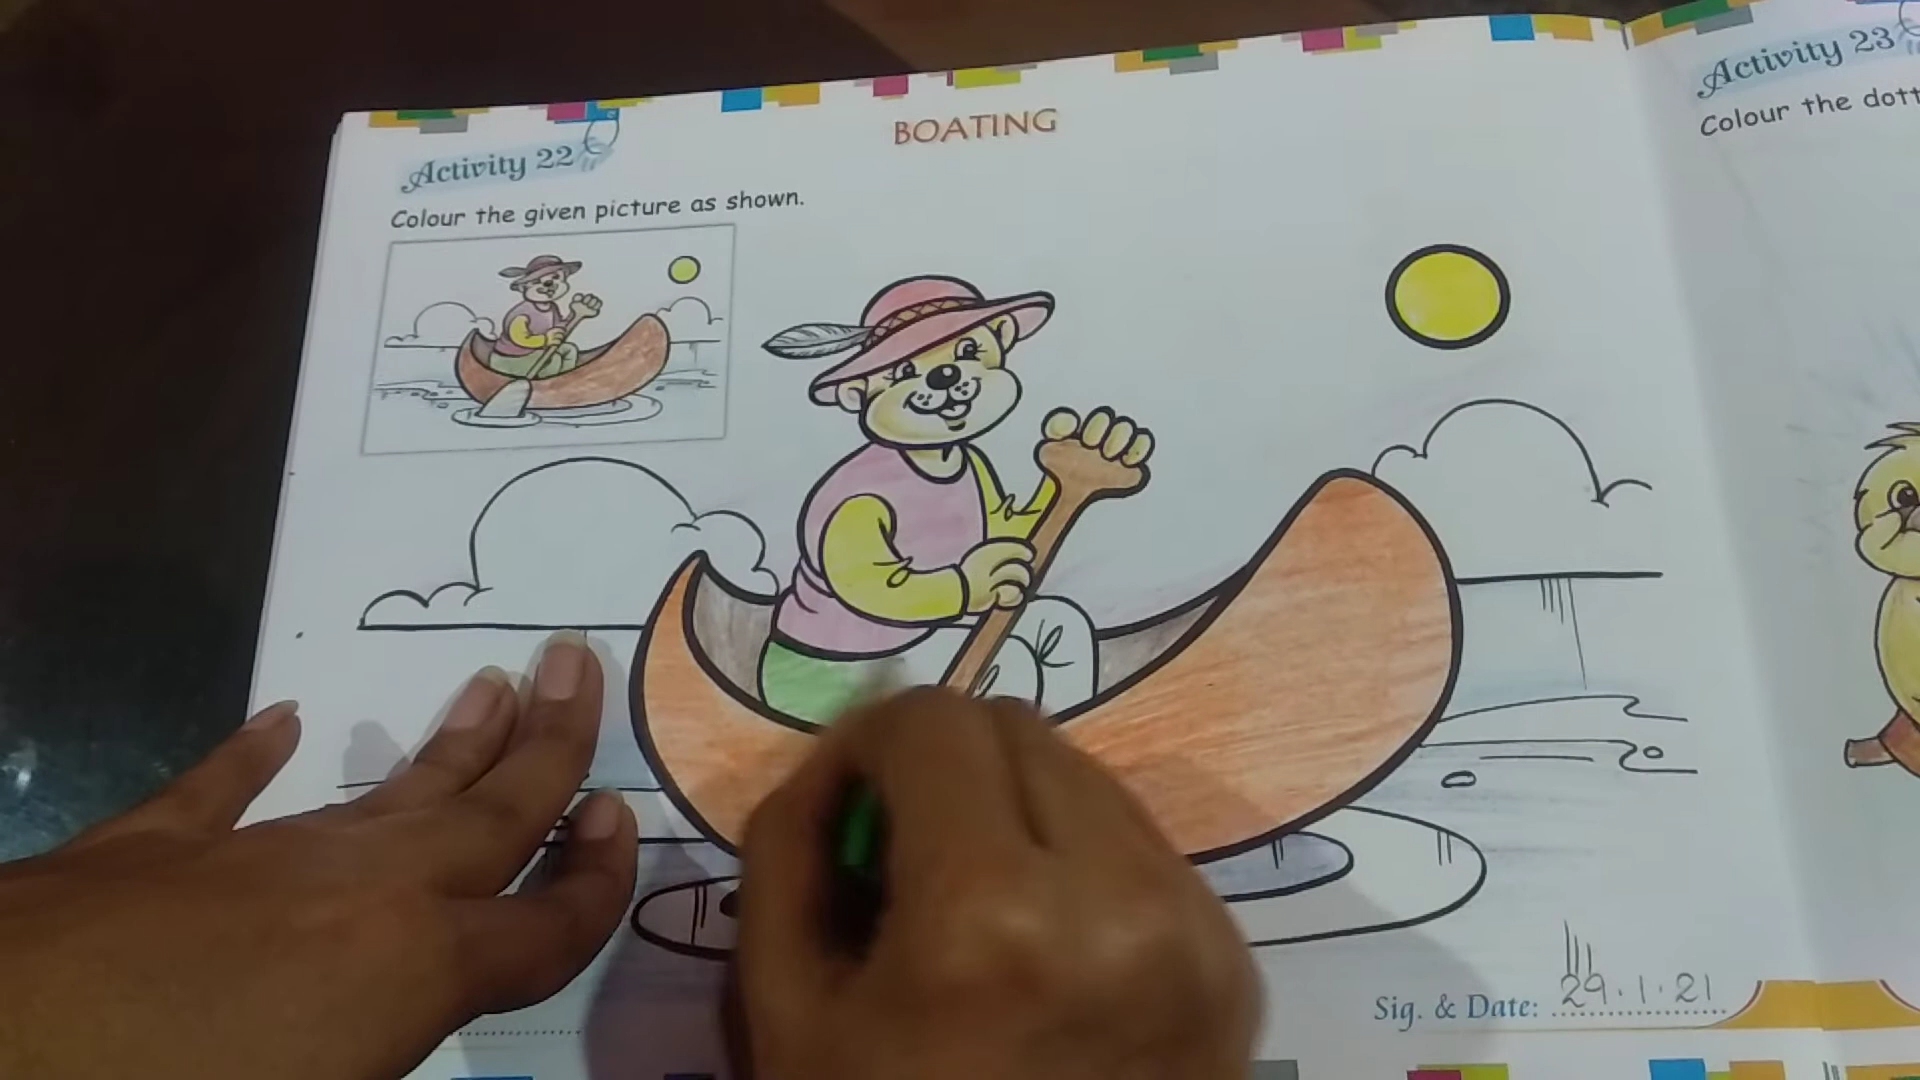 BOATING
Activity 22
Colour the given picture as shown.
Activity 23
Colour the dott
Sig. & Date: 29.1.21